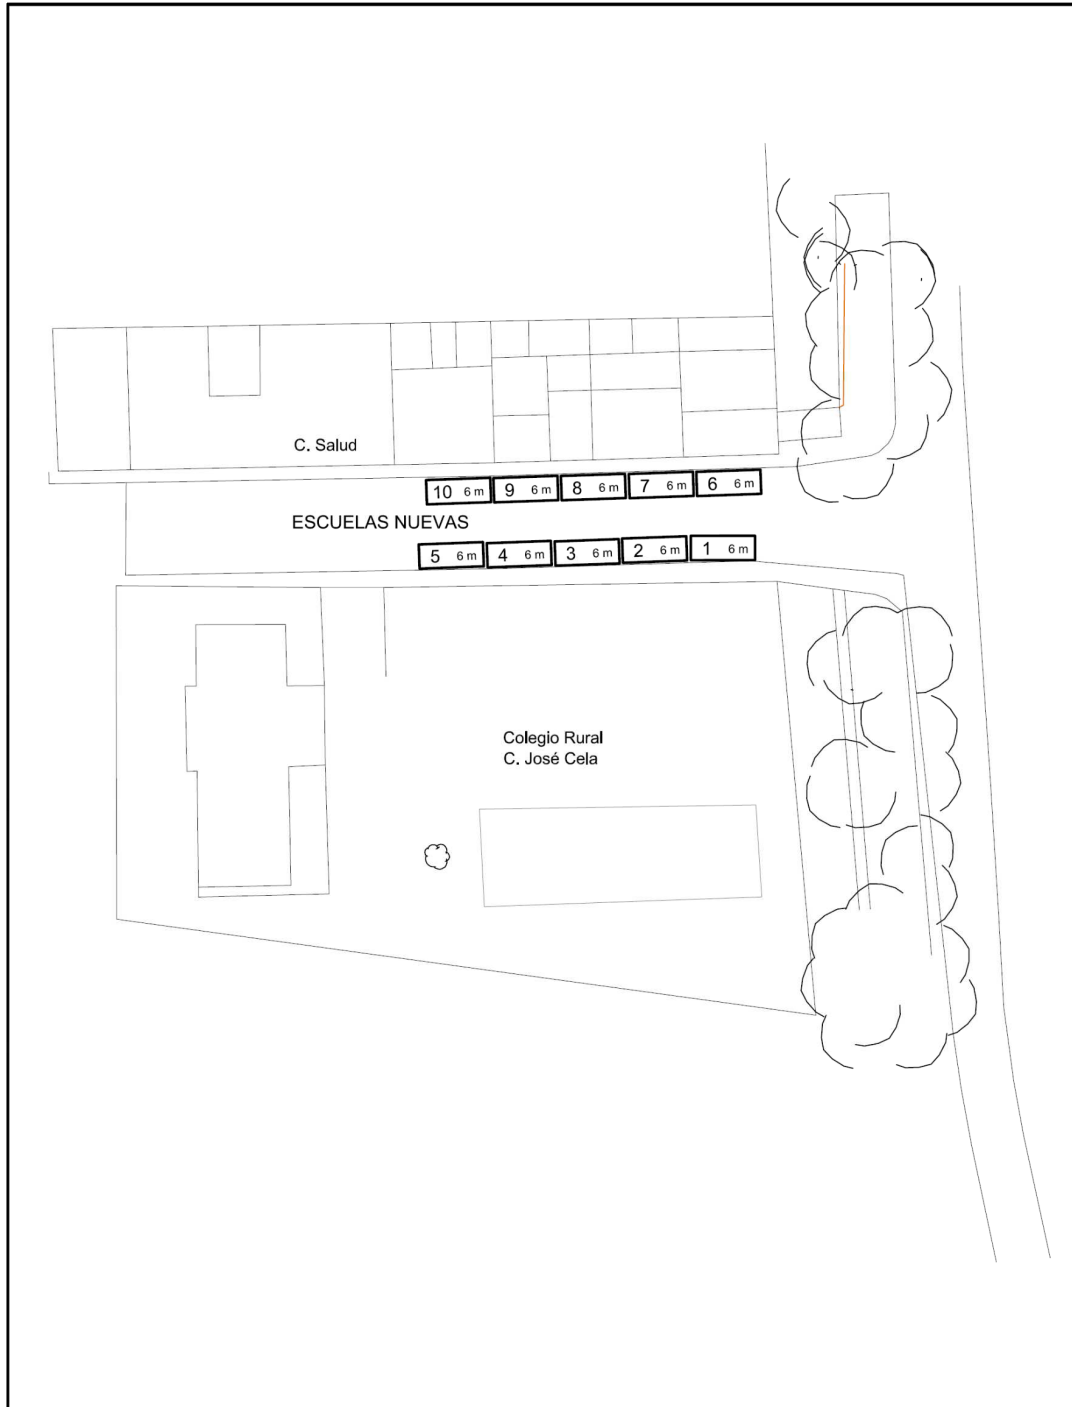 C. Salud
10 6 m 9 6 m 8 6 m 7 6 m 6 6 m
ESCUELAS NUEVAS
5 6 m 4 6 m 3 6 m 2 6 m 1 6 m
Colegio Rural
C. José Cela